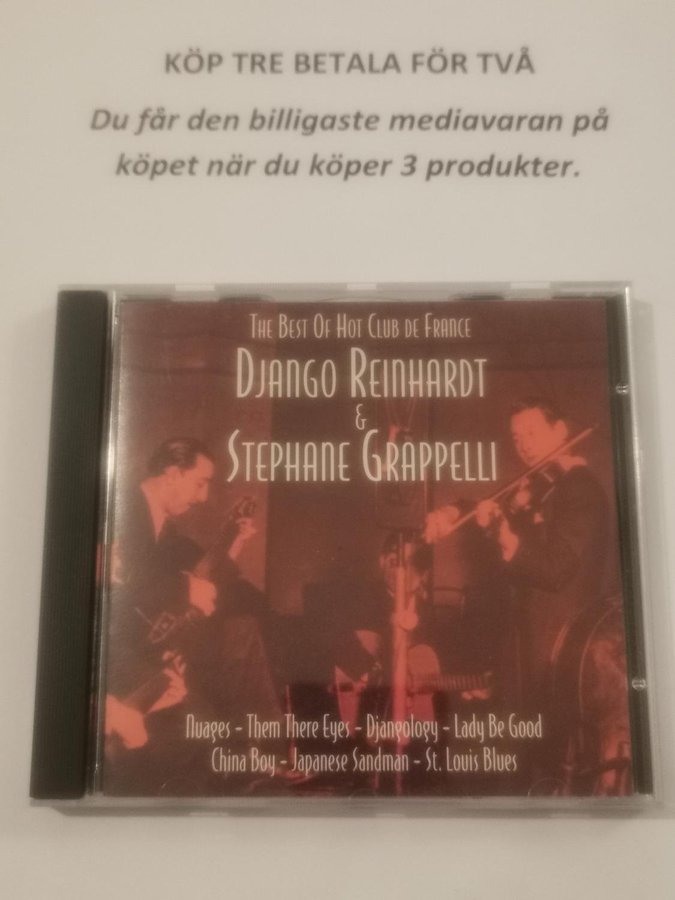 KÖP TRE BETALA FÖR TVÅ
Du får den billigaste mediavaran på
köpet när du köper 3 produkter.
The Best Of Hot Club de France
Django Reinhardt
&
Stephane Grappelli
Nuages - Them There Eyes - Djangology - Lady Be Good
China Boy - Japanese Sandman - St. Louis Blues